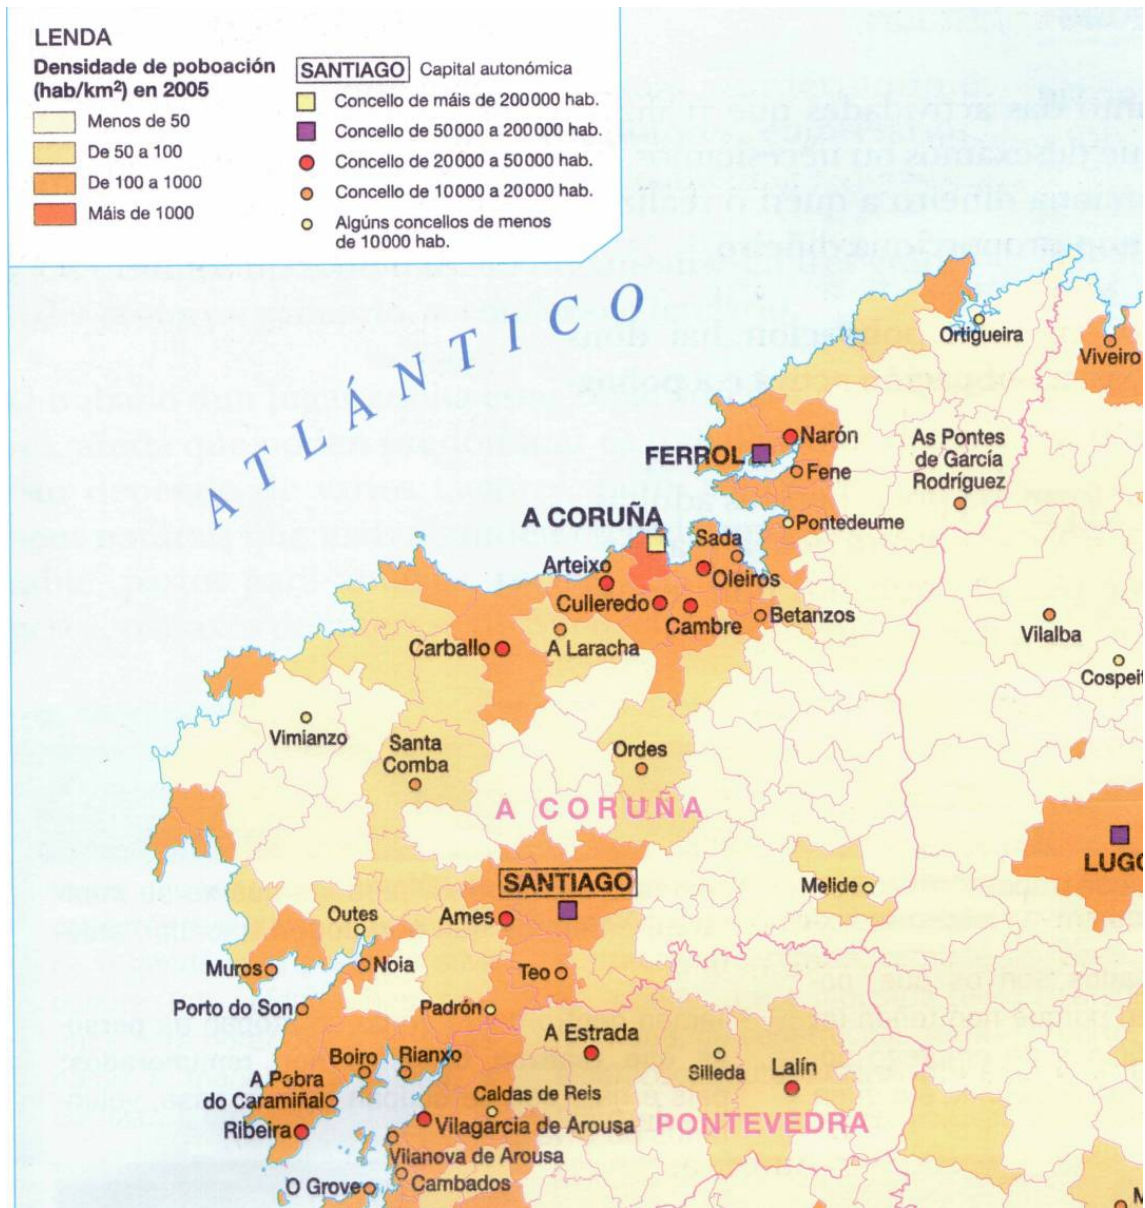 LENDA
Densidade de poboación
(hab/km²) en 2005
Menos de 50
De 50 a 100
De 100 a 1000
Máis de 1000
SANTIAGO Capital autonómica
Concello de máis de 200000 hab.
Concello de 50000 a 200000 hab.
Concello de 20000 a 50000 hab.
Concello de 10000 a 20000 hab.
Algúns concellos de menos
de 10000 hab.
ATLÁNTICO
Ortigueira
Viveiro
Narón
FERROL
Fene
As Pontes
de García
Rodríguez
A CORUÑA
Pontedeume
Sada
Arteixo
Oleiros
Culleredo
Cambre
Betanzos
Vilalba
Carballo
A Laracha
Cospeit
Vimianzo
Santa
Comba
Ordes
A CORUÑA
LUGO
SANTIAGO
Melide
Ames
Outes
Muros
Noia
Teo
Porto do Son
Padrón
A Estrada
Boiro
Rianxo
Silleda
Lalín
A Pobra
do Caramiñal
Caldas de Reis
Ribeira
Vilagarcía de Arousa
PONTEVEDRA
Vilanova de Arousa
O Grove
Cambados